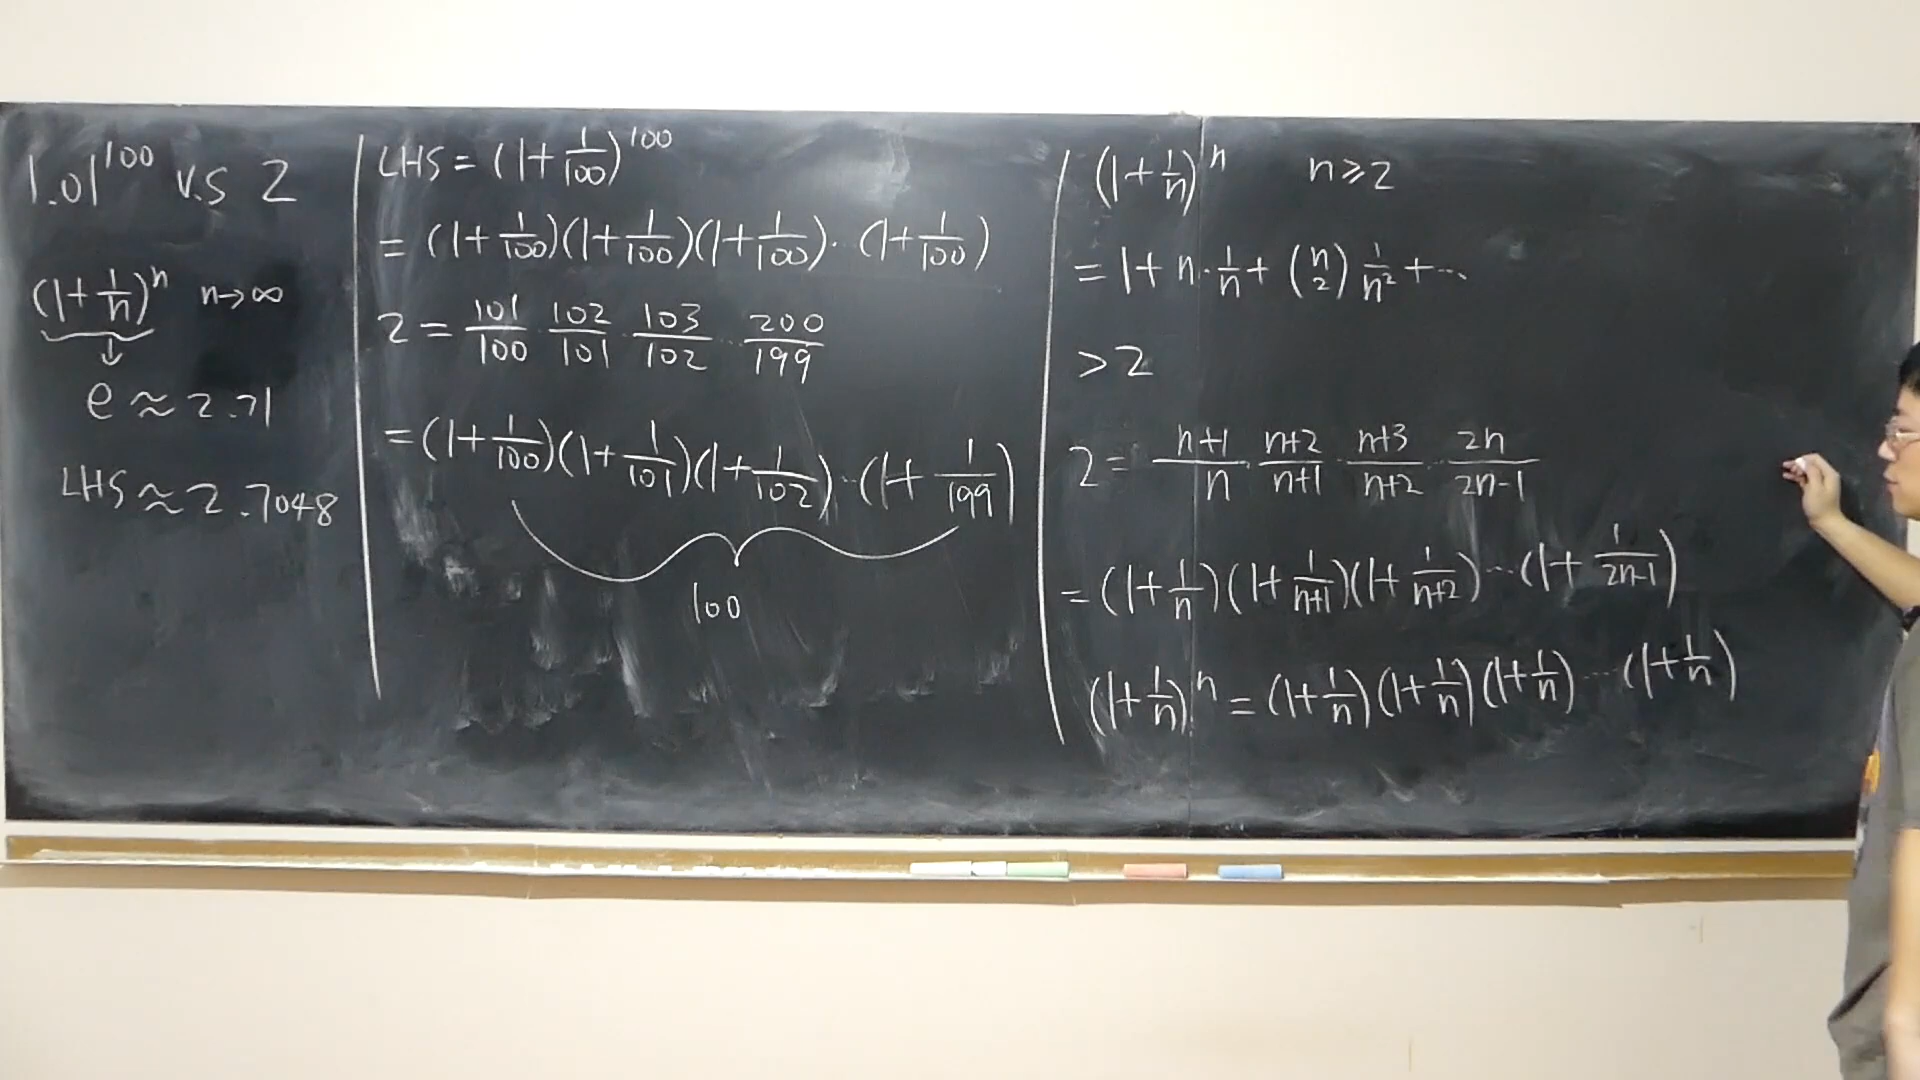 1.01^100 v.s 2
(1+1/n)^n n→∞
↓
e ≈ 2.71
LHS ≈ 2.7048
LHS = (1+1/100)^100
= (1+1/100)(1+1/100)(1+1/100)··(1+1/100)
2 = 101/100 · 102/101 · 103/102 ··· 200/199
= (1+1/100)(1+1/101)(1+1/102)··(1+1/199)
100
(1+1/n)^n n⩾2
= 1+n·1/n+(n 2)1/n²+···
>2
2 = n+1/n · n+2/n+1 · n+3/n+2 ··· 2n/2n-1
= (1+1/n)(1+1/n+1)(1+1/n+2)···(1+1/2n-1)
(1+1/n)^n = (1+1/n)(1+1/n)(1+1/n)···(1+1/n)